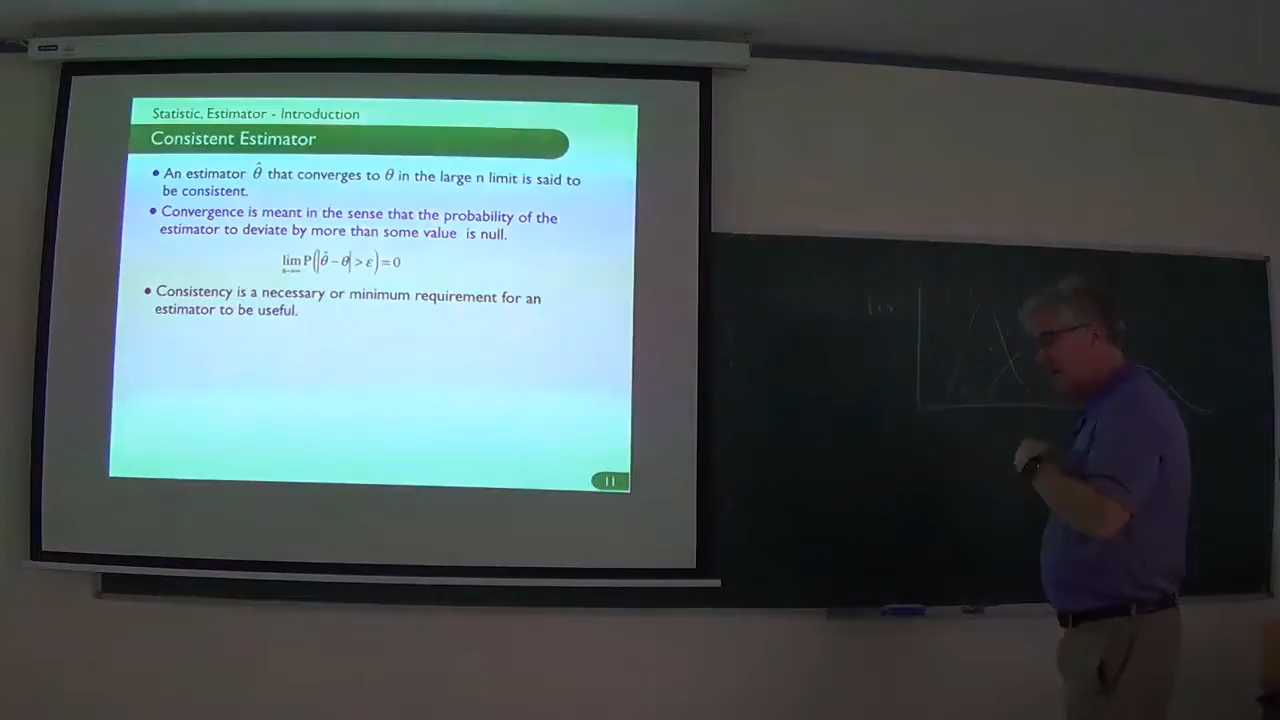 Statistic, Estimator - Introduction
Consistent Estimator
• An estimator θ̂ that converges to θ in the large n limit is said to
be consistent.
• Convergence is meant in the sense that the probability of the
estimator to deviate by more than some value is null.
lim P(|θ̂ − θ| > ε) = 0
n→∞
• Consistency is a necessary or minimum requirement for an
estimator to be useful.
11